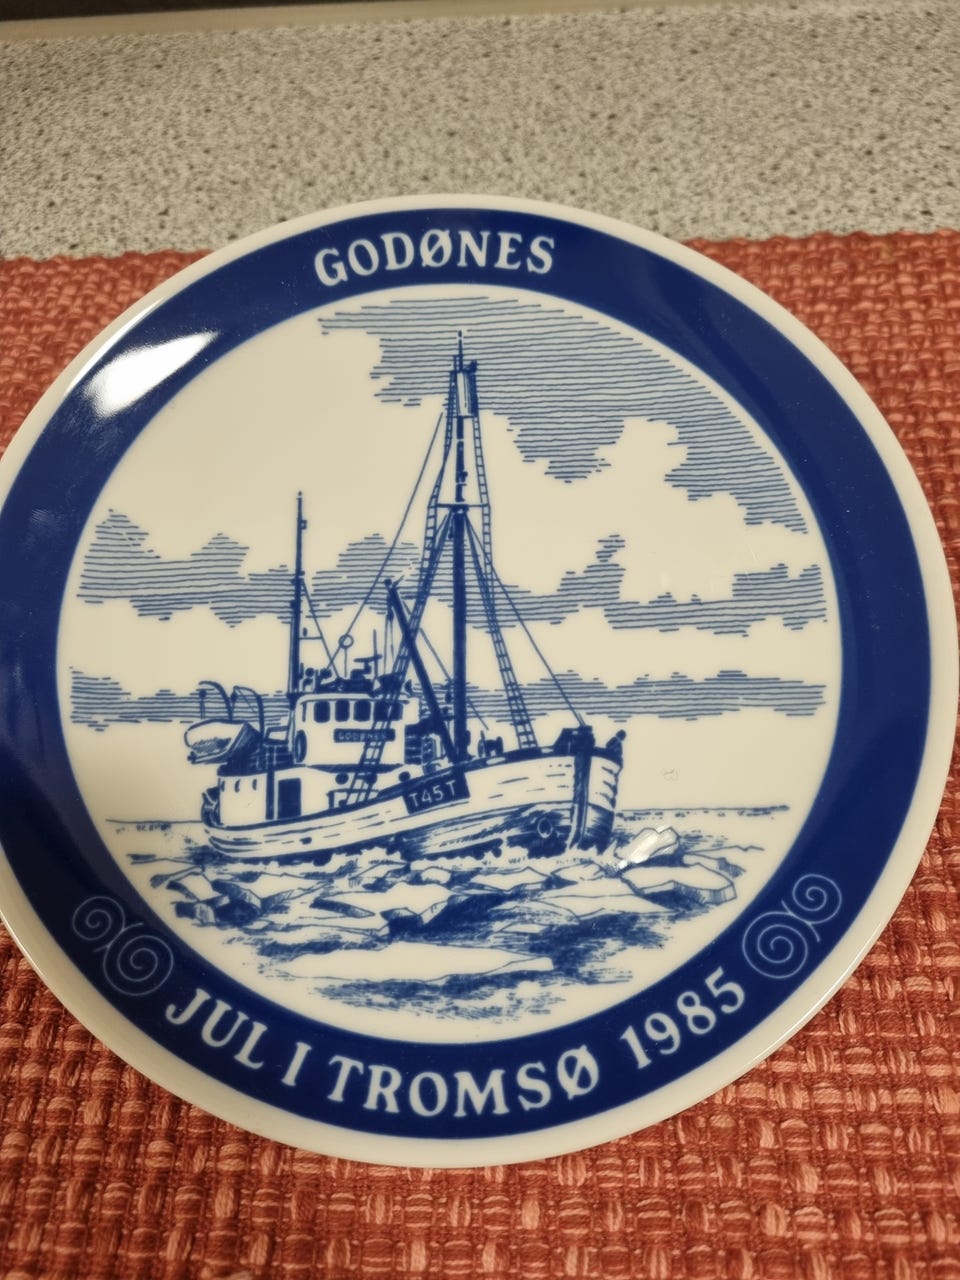 GODØNES
GODØNES
T45T
JUL I TROMSØ 1985